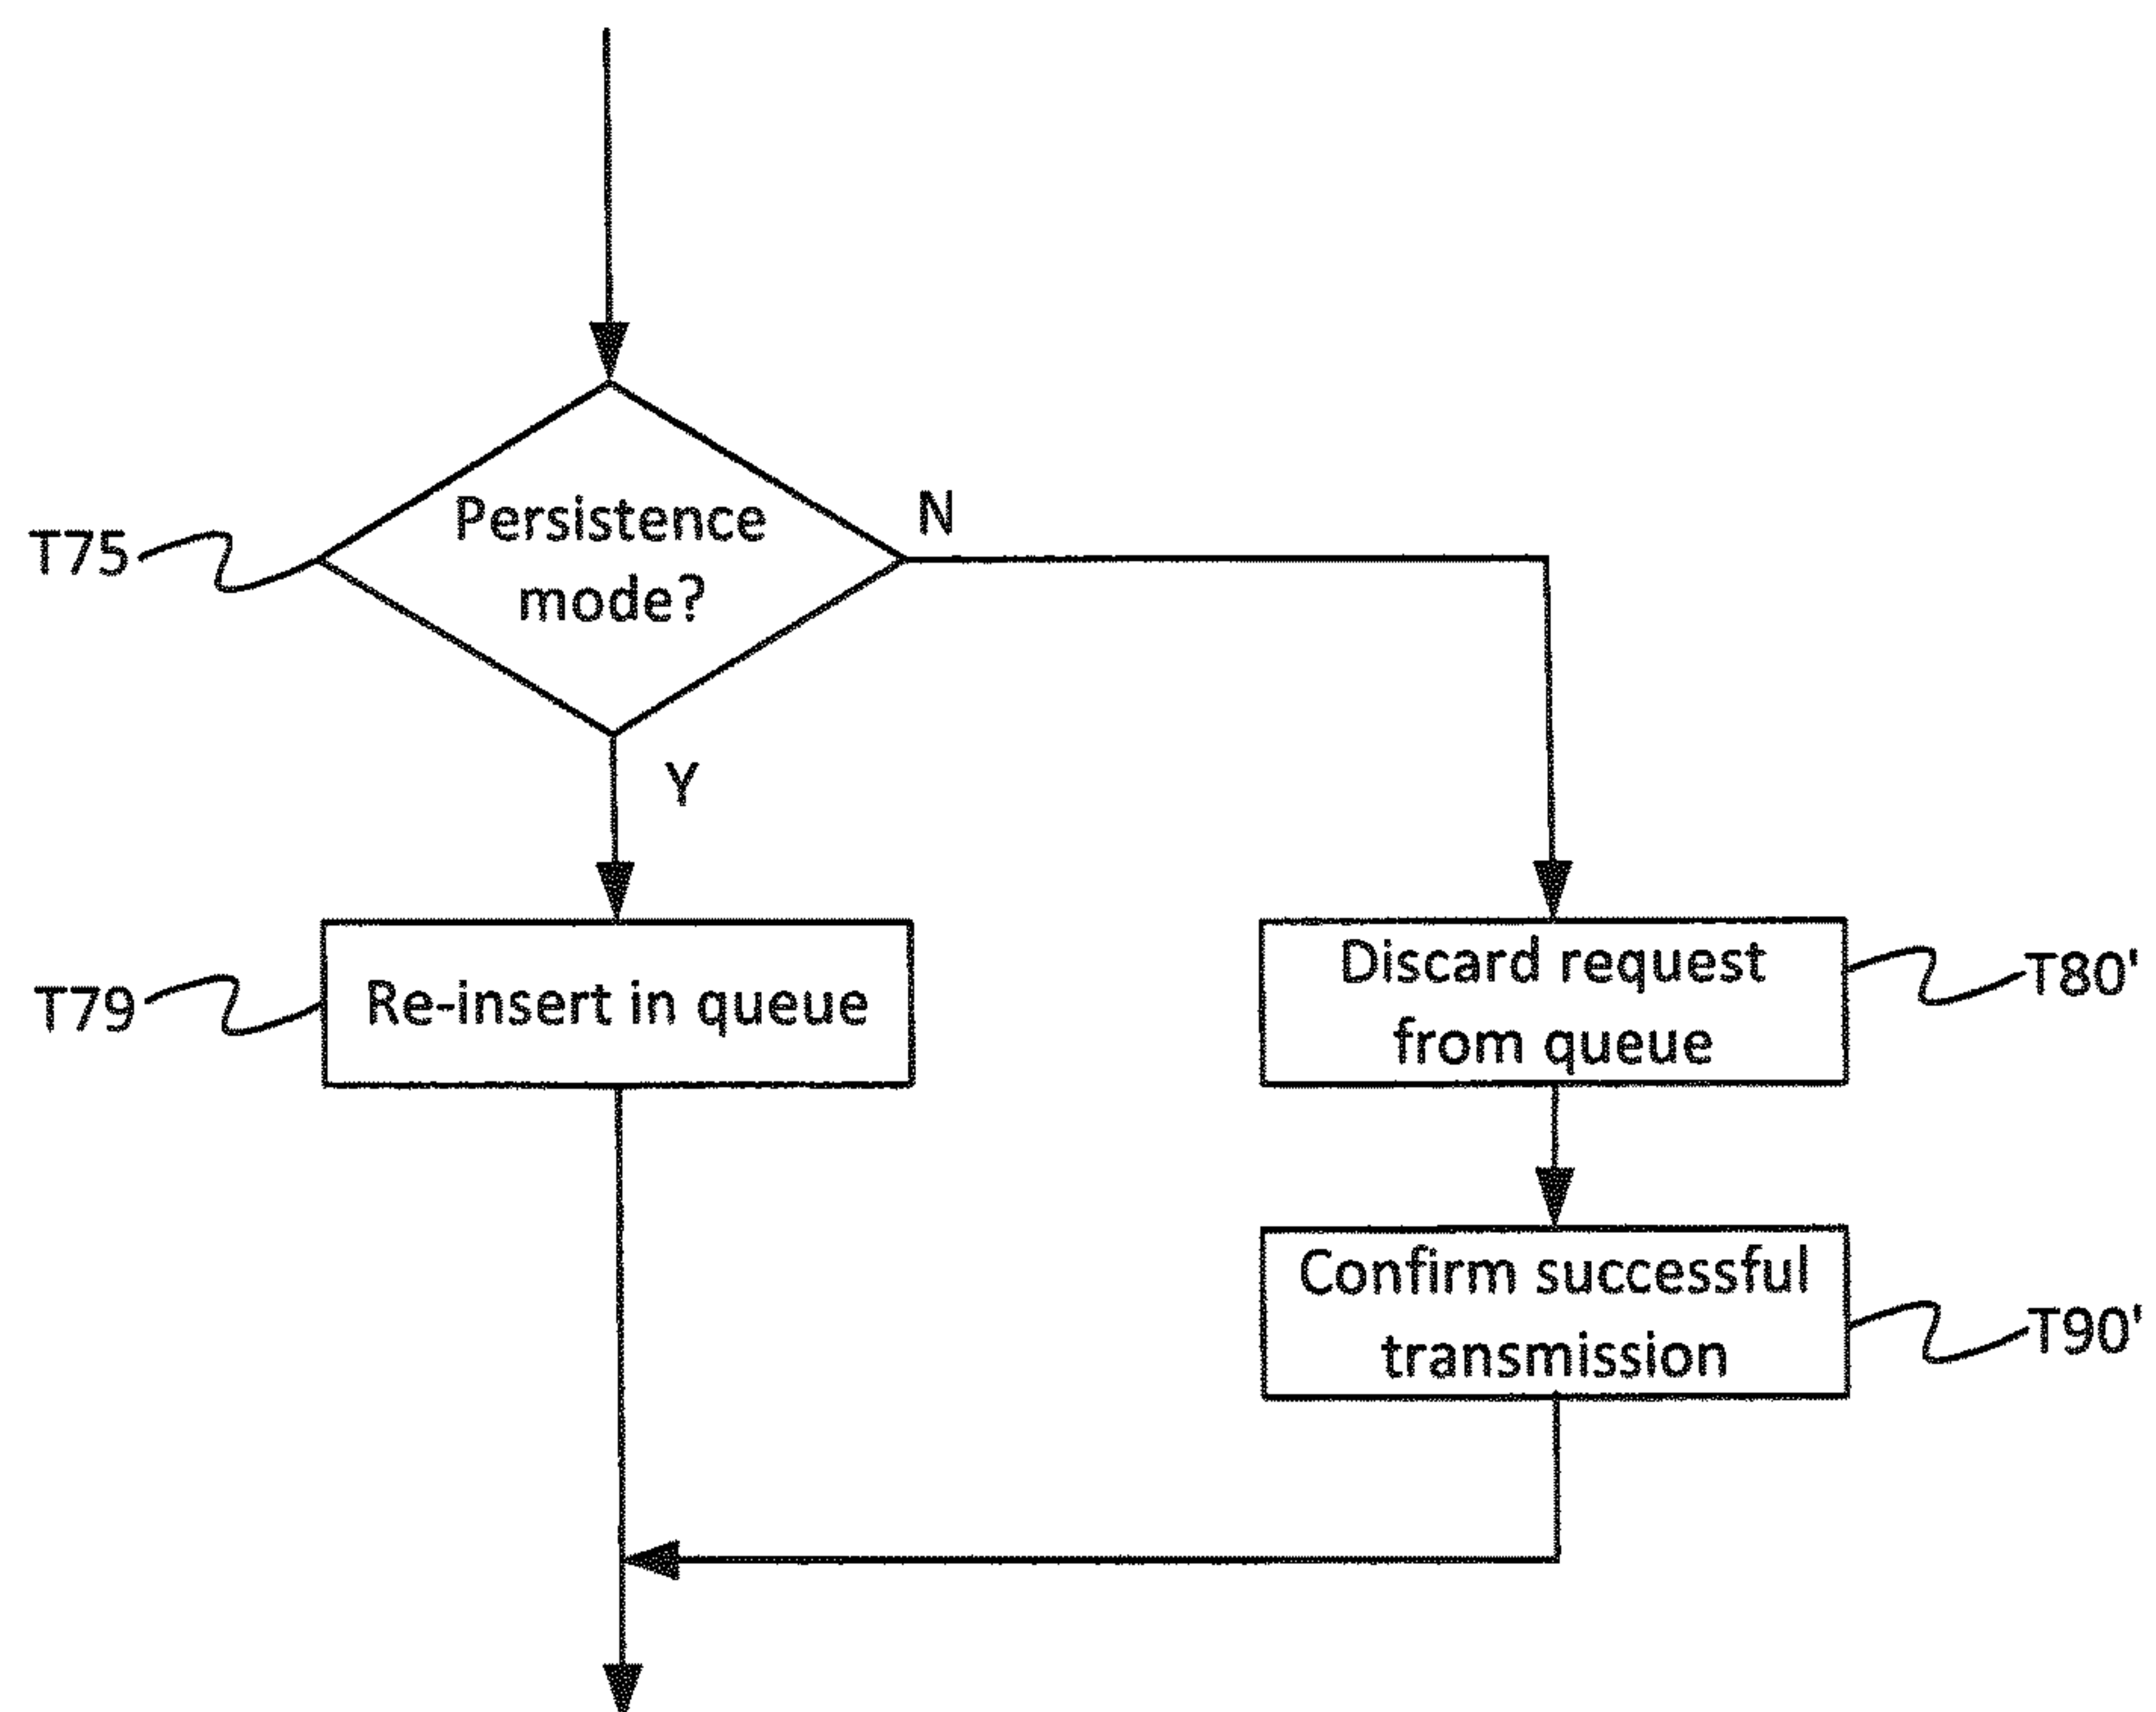 Persistence
mode?
N
T75
Y
Re-insert in queue
T79
Discard request
from queue
T80'
Confirm successful
transmission
T90'